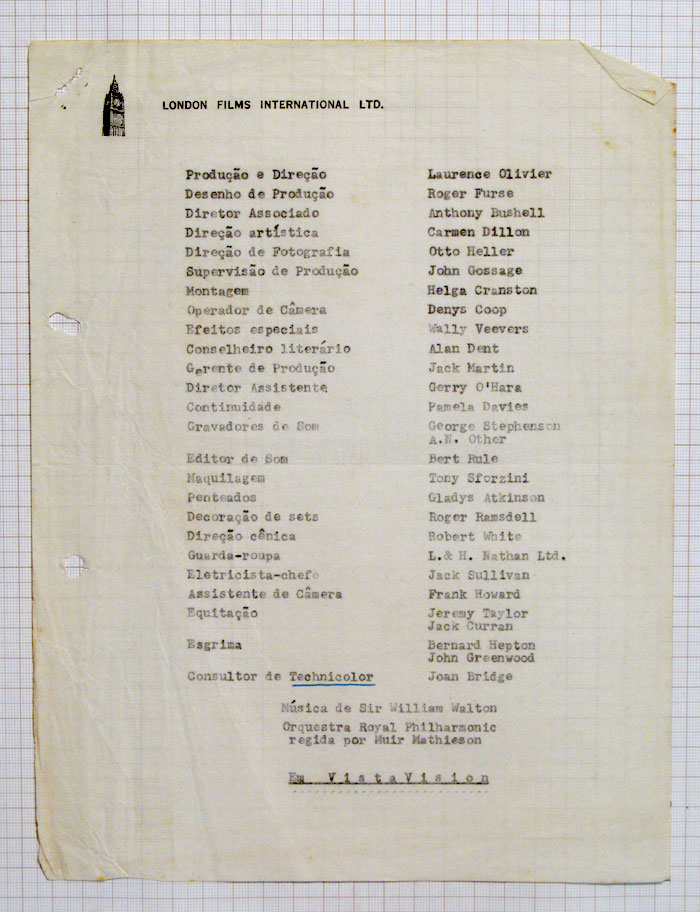 LONDON FILMS INTERNATIONAL LTD.
Produção e Direção Laurence Olivier
Desenho de Produção Roger Furse
Diretor Associado Anthony Bushell
Direção artística Carmen Dillon
Direção de Fotografia Otto Heller
Supervisão de Produção John Gossage
Montagem Helga Cranston
Operador de Câmera Denys Coop
Efeitos especiais Wally Veevers
Conselheiro literário Alan Dent
Gerente de Produção Jack Martin
Diretor Assistente Gerry O'Hara
Continuidade Pamela Davies
Gravadores de Som George Stephenson
A.N. Other
Editor de Som Bert Rule
Maquilagem Tony Sforzini
Penteados Gladys Atkinson
Decoração de sets Roger Ramsdell
Direção cênica Robert White
Guarda-roupa L.& H. Nathan Ltd.
Eletricista-chefe Jack Sullivan
Assistente de Câmera Frank Howard
Equitação Jeremy Taylor
Jack Curran
Esgrima Bernard Hepton
John Greenwood
Consultor de Technicolor Joan Bridge
Música de Sir William Walton
Orquestra Royal Philharmonic
regida por Muir Mathieson
Em VistaVision